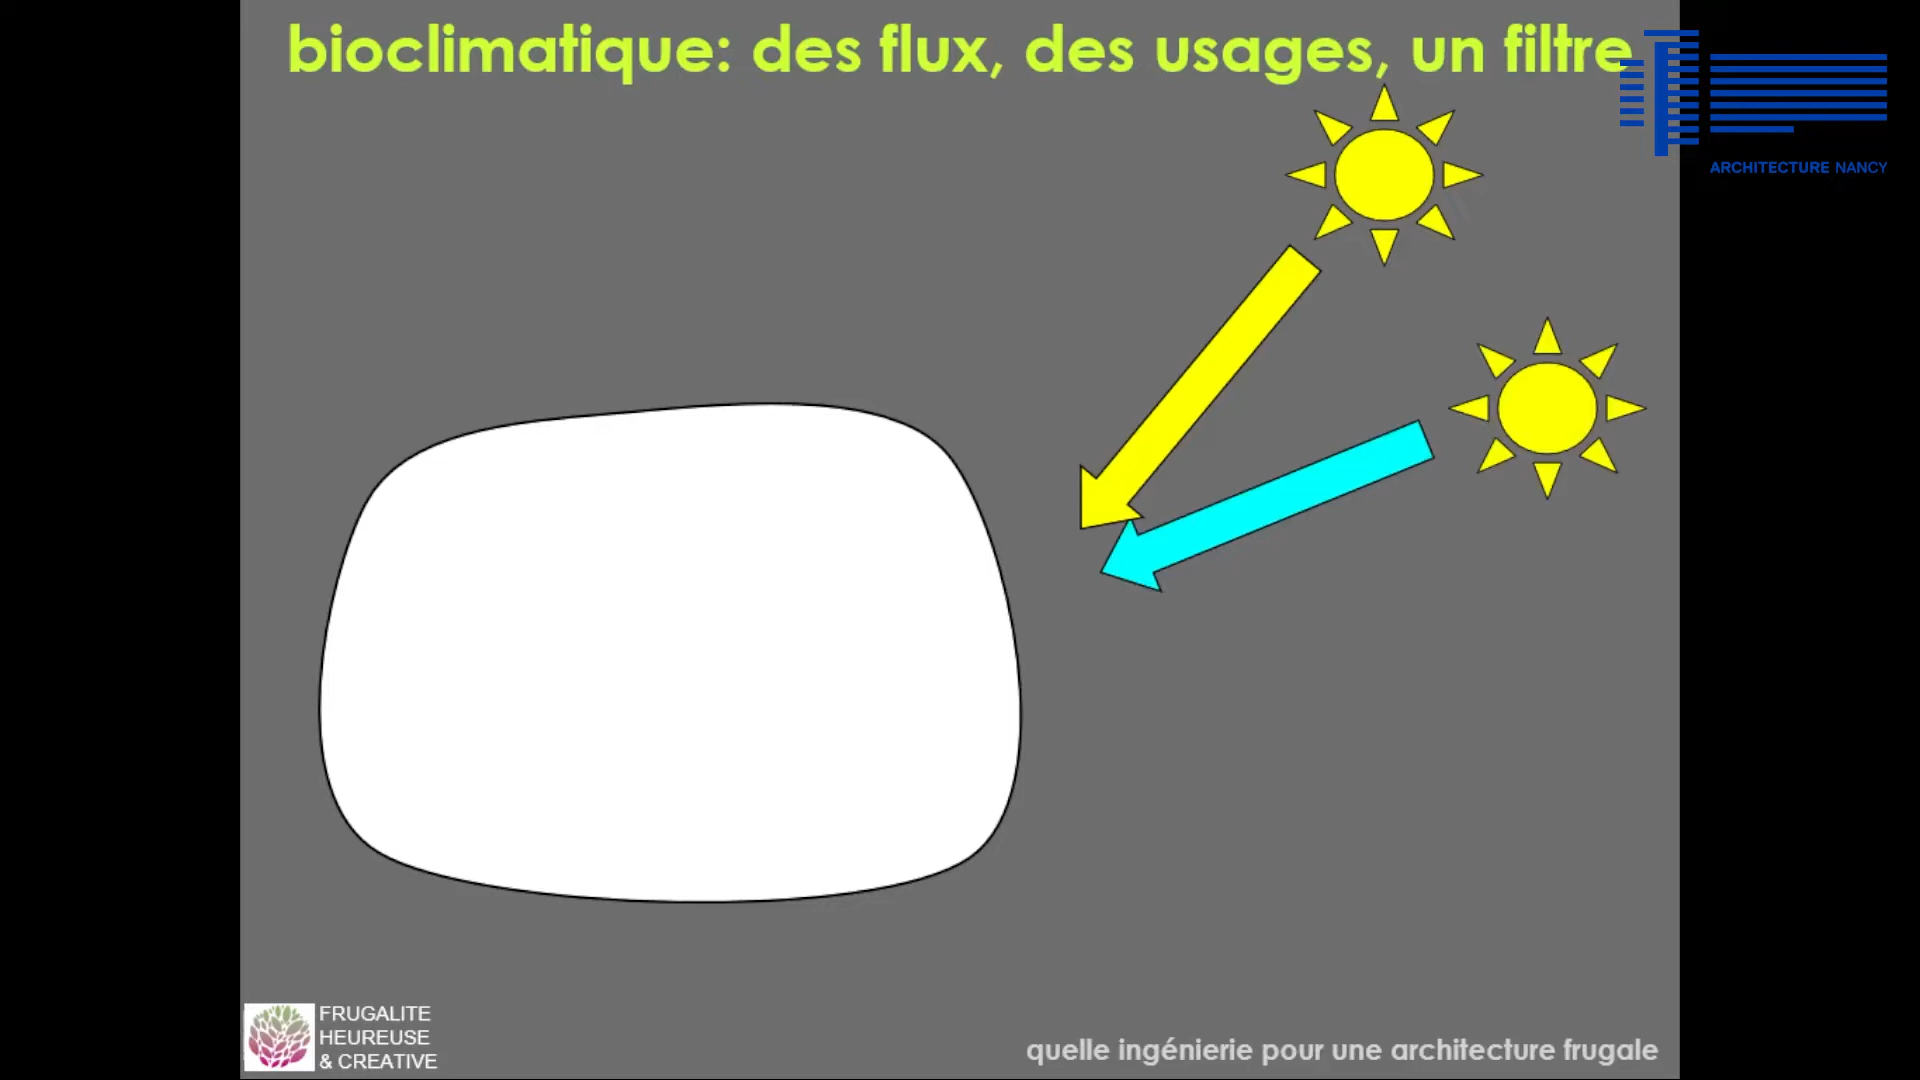 bioclimatique: des flux, des usages, un filtre
ARCHITECTURE NANCY
FRUGALITE
HEUREUSE
& CREATIVE
quelle ingénierie pour une architecture frugale